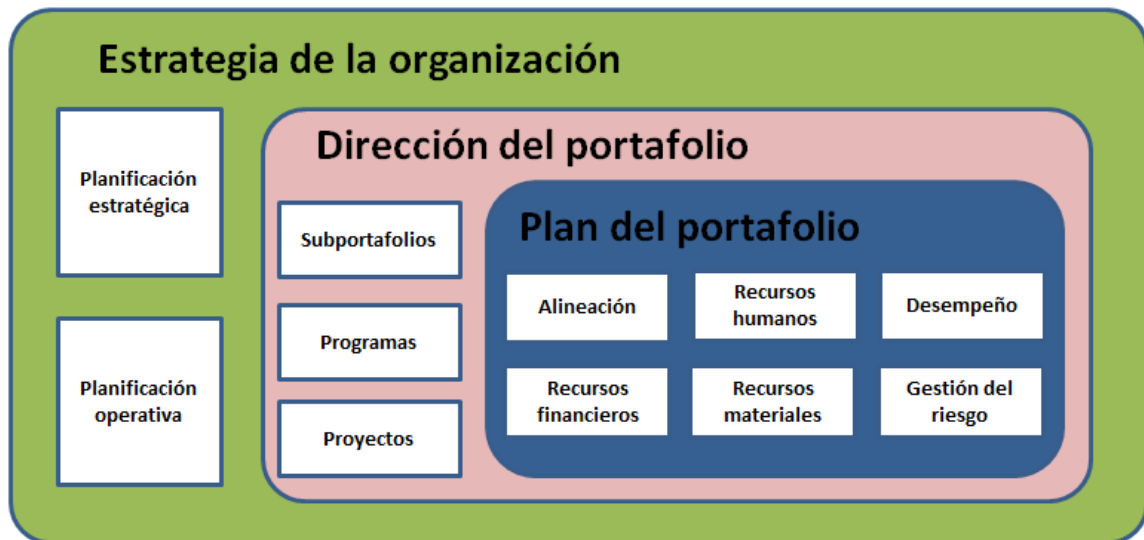 Estrategia de la organización
Planificación
estratégica
Planificación
operativa
Dirección del portafolio
Subportafolios
Programas
Proyectos
Plan del portafolio
Alineación
Recursos
humanos
Desempeño
Recursos
financieros
Recursos
materiales
Gestión del
riesgo